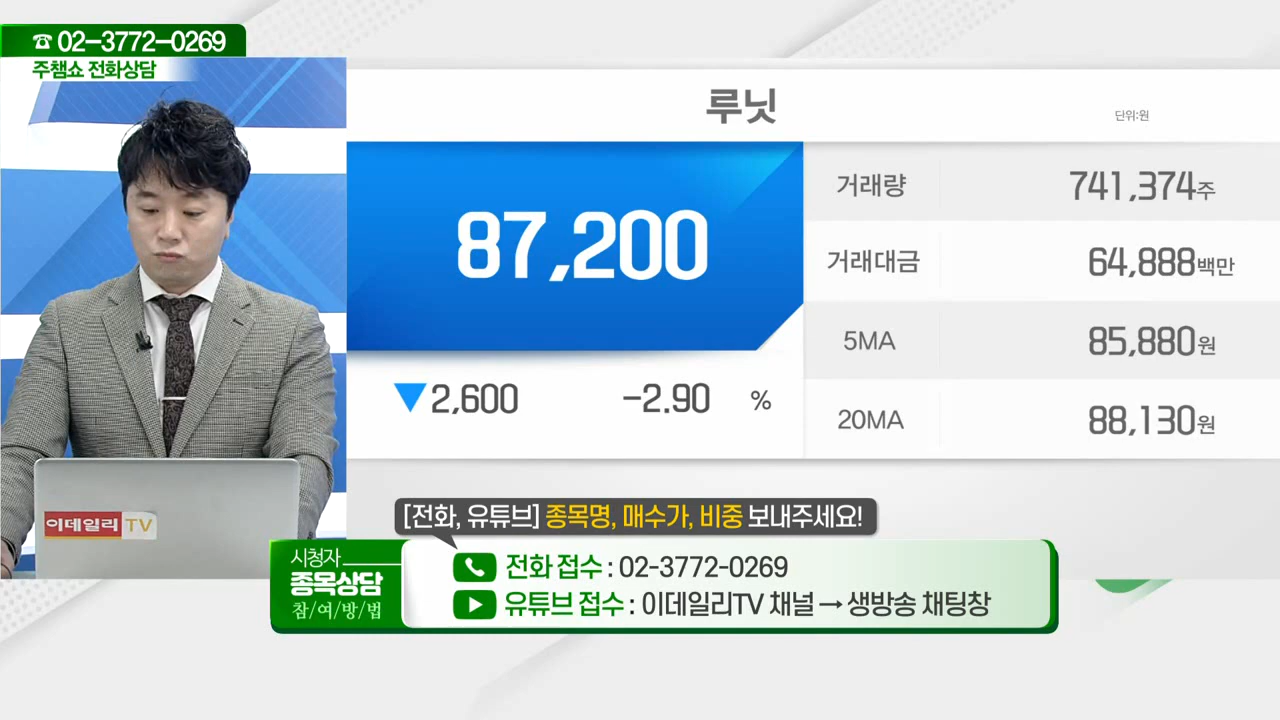 ☎ 02-3772-0269
주챔쇼 전화상담
루닛
단위:원
87,200
▼2,600 -2.90 %
거래량 741,374주
거래대금 64,888백만
5MA 85,880원
20MA 88,130원
이데일리 TV
[전화, 유튜브] 종목명, 매수가, 비중 보내주세요!
시청자
종목상담
참/여/방/법
전화 접수 : 02-3772-0269
유튜브 접수 : 이데일리TV 채널 → 생방송 채팅창